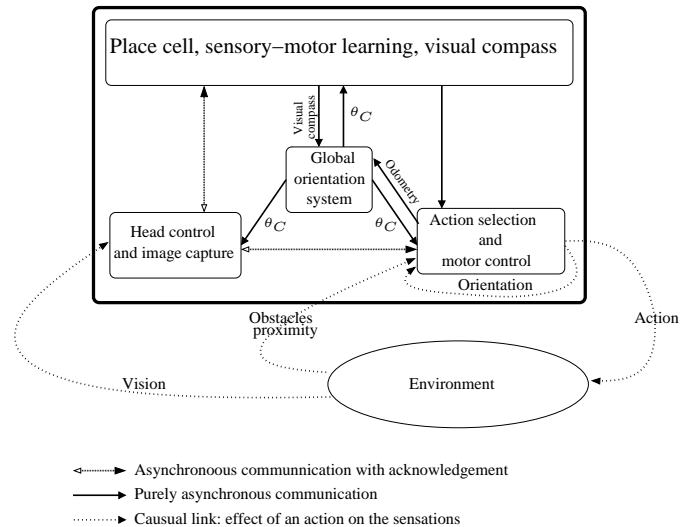 Place cell, sensory−motor learning, visual compass
Visual
compass
θC
Global
orientation
system
Odometry
θC
θC
Head control
and image capture
Action selection
and
motor control
Orientation
Obstacles
proximity
Action
Vision
Environment
Asynchronoous communnication with acknowledgement
Purely asynchronous communication
Causual link: effect of an action on the sensations